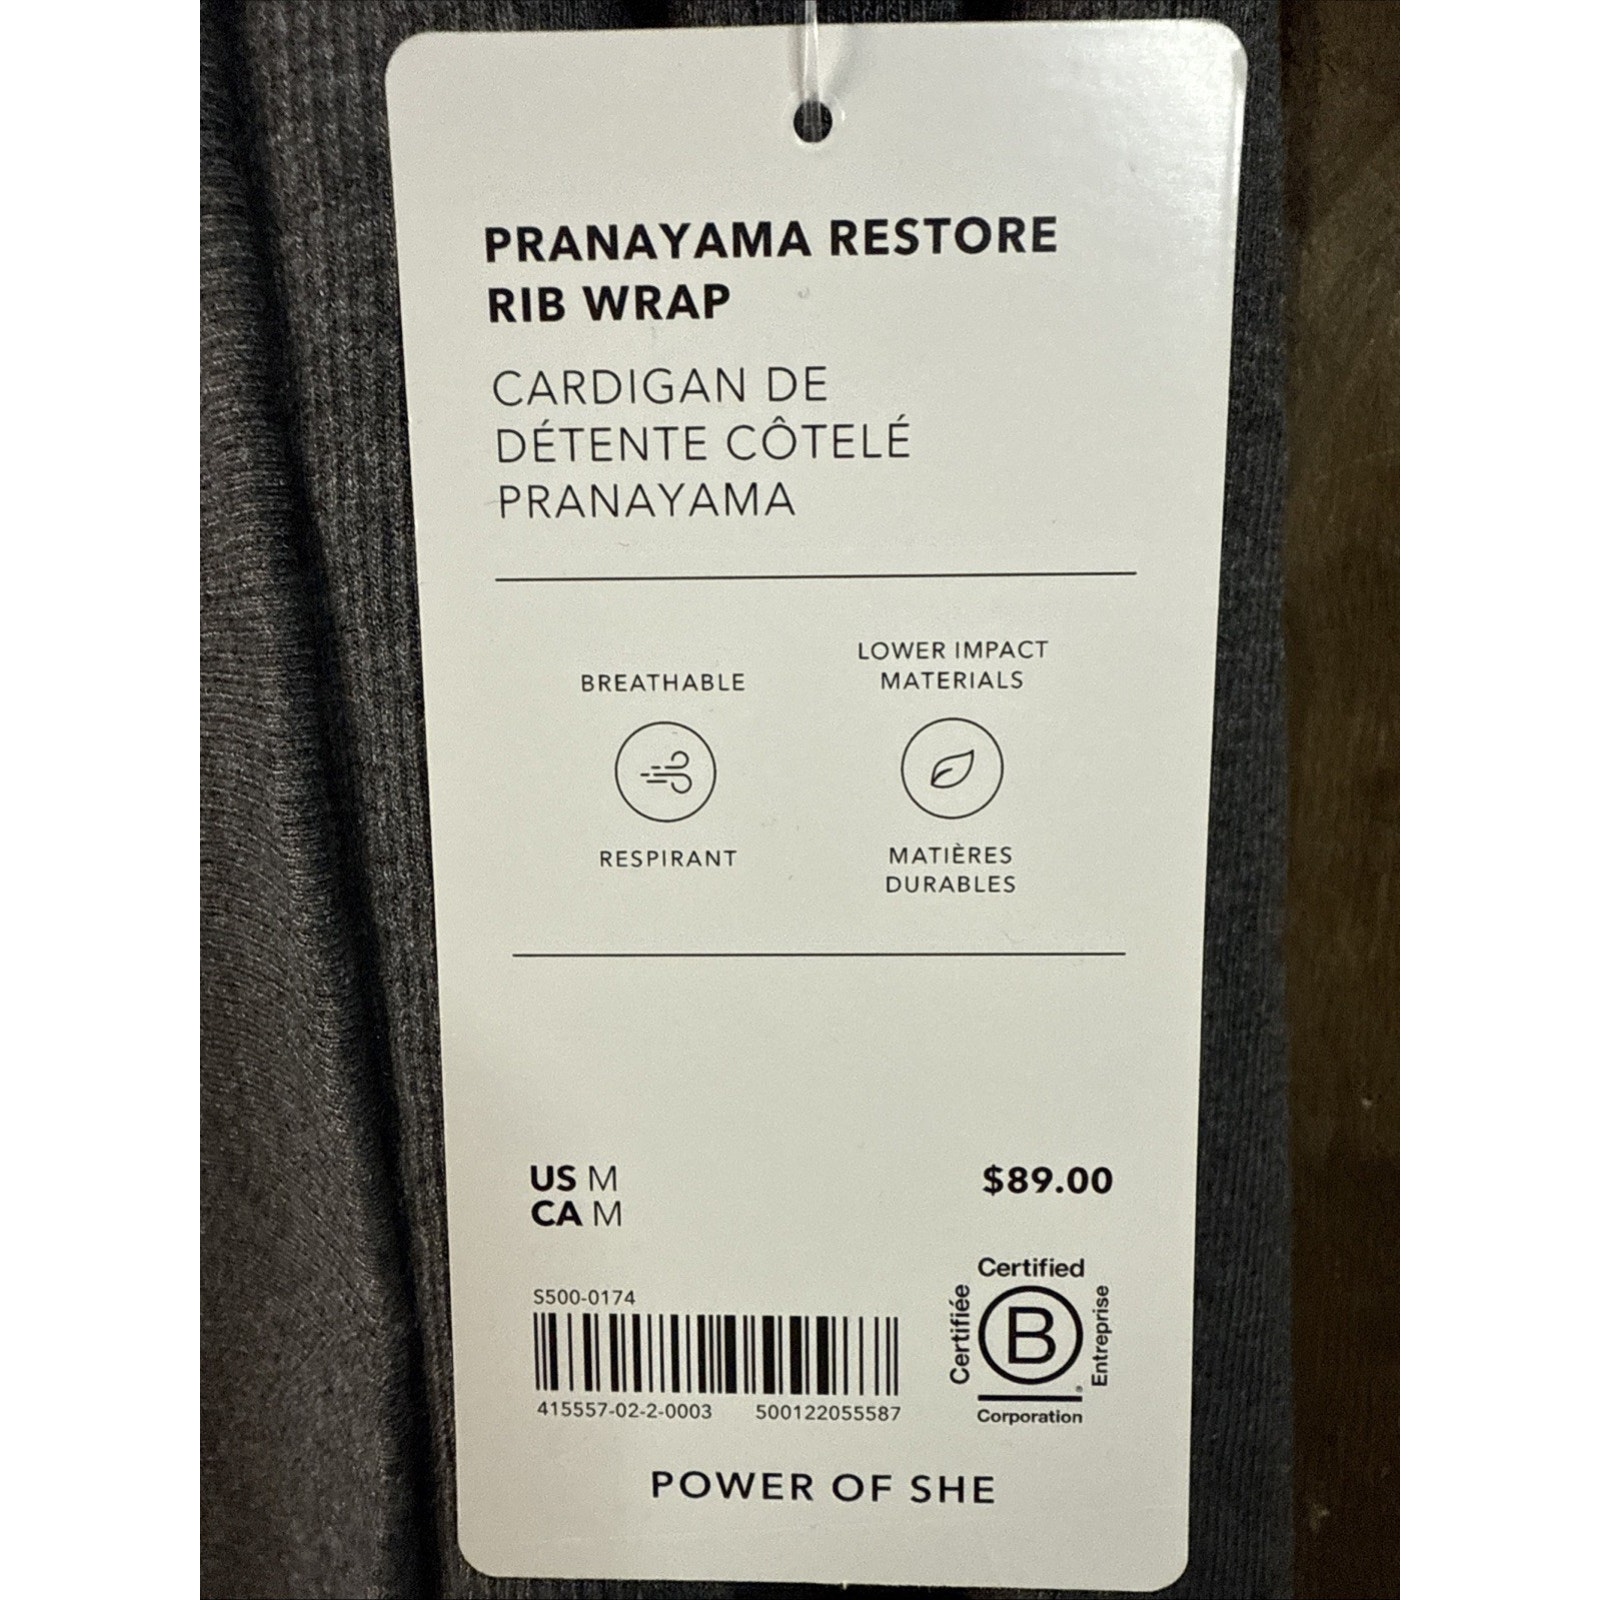 PRANAYAMA RESTORE
RIB WRAP
CARDIGAN DE
DÉTENTE CÔTELÉ
PRANAYAMA
BREATHABLE
RESPIRANT
LOWER IMPACT
MATERIALS
MATIÈRES
DURABLES
US M
CA M
$89.00
S500-0174
415557-02-2-0003 500122055587
Certified
Certifiée
B
Entreprise
®
Corporation
POWER OF SHE